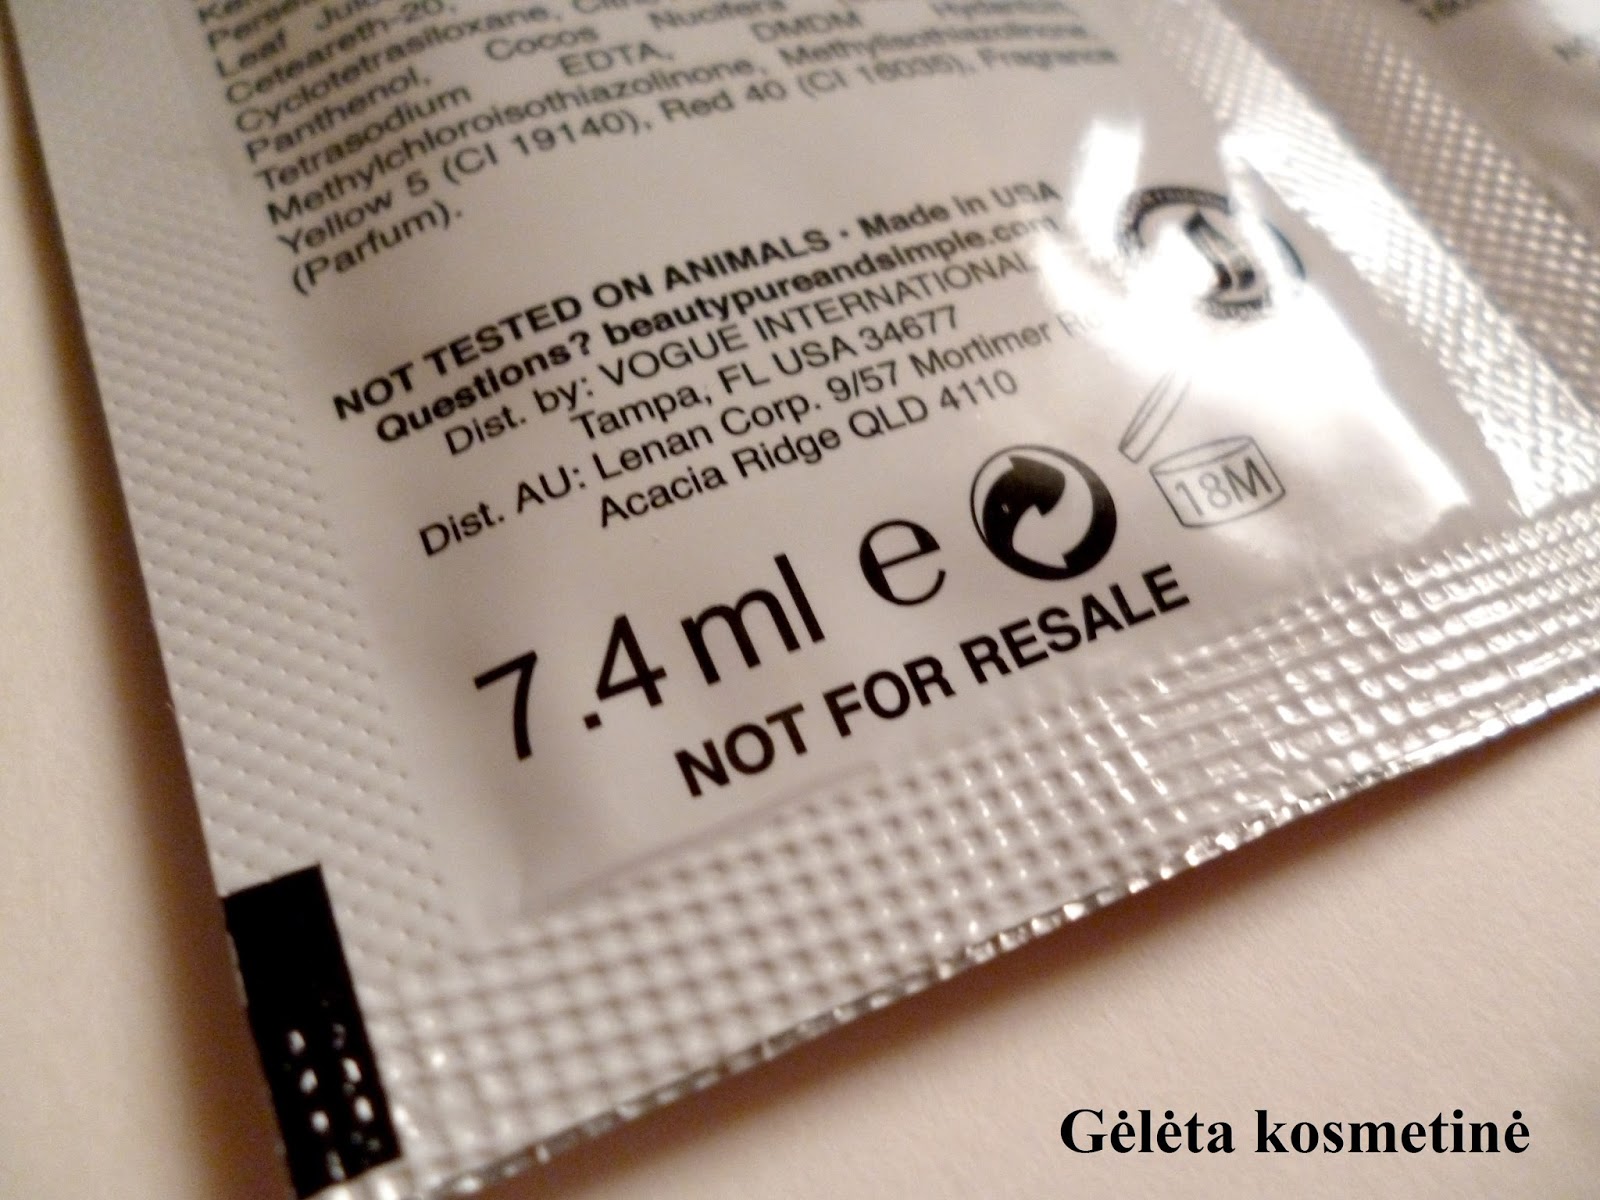 Leaf Juice
Ceteareth-20,
Cyclotetrasiloxane,
Panthenol, Cocos Nucifera
Tetrasodium EDTA, DMDM Hydantoin,
Methylchloroisothiazolinone, Methylisothiazolinone,
Yellow 5 (CI 19140), Red 40 (CI 16035), Fragrance
(Parfum).
NOT TESTED ON ANIMALS · Made in USA
Questions? beautypureandsimple.com
Dist. by: VOGUE INTERNATIONAL
Tampa, FL USA 34677
Dist. AU: Lenan Corp. 9/57 Mortimer
Acacia Ridge QLD 4110
18M
7.4 ml e
NOT FOR RESALE
Gėlėta kosmetinė